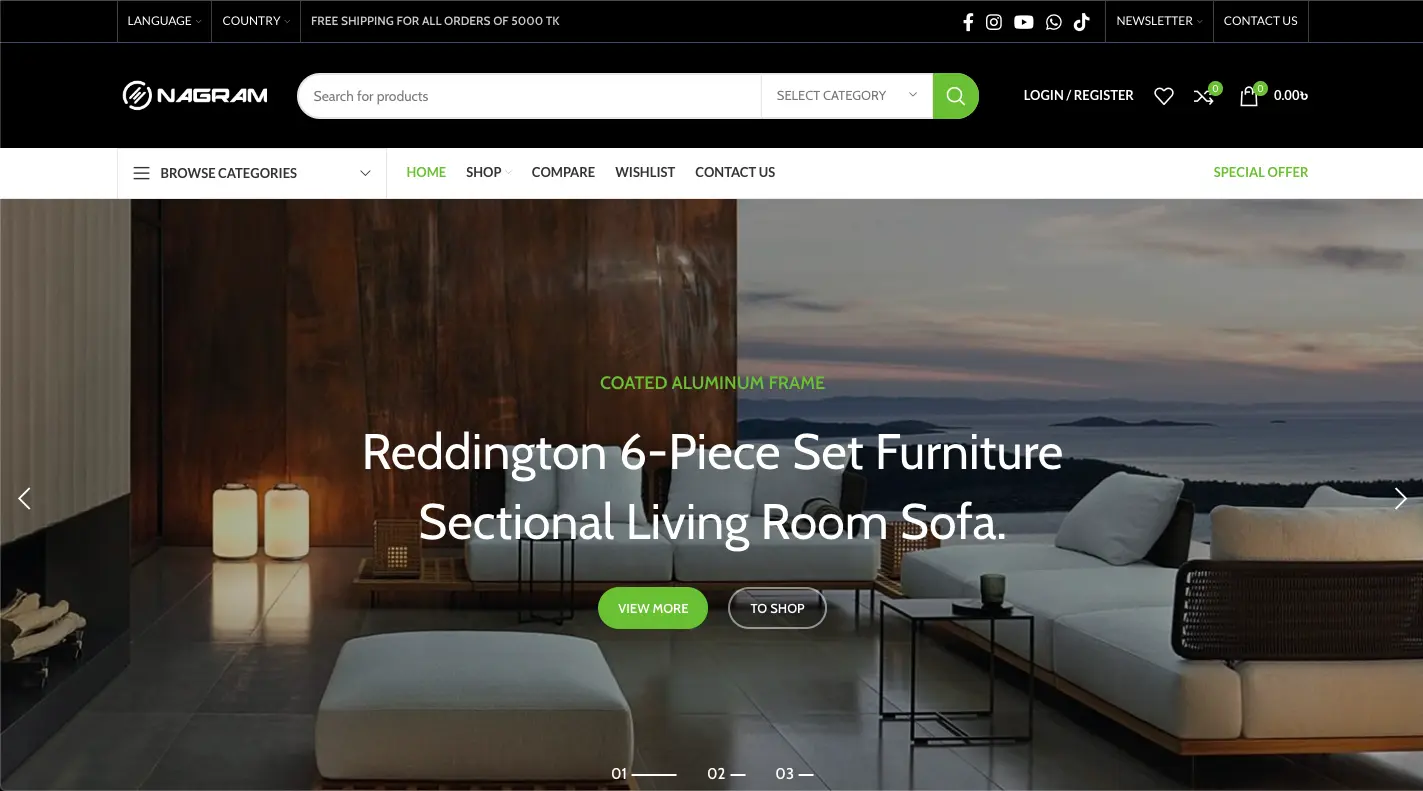 LANGUAGE
COUNTRY
FREE SHIPPING FOR ALL ORDERS OF 5000 TK
NEWSLETTER
CONTACT US
NAGRAM
Search for products
SELECT CATEGORY
LOGIN / REGISTER
0
0
0.00৳
BROWSE CATEGORIES
HOME
SHOP
COMPARE
WISHLIST
CONTACT US
SPECIAL OFFER
COATED ALUMINUM FRAME
Reddington 6-Piece Set Furniture
Sectional Living Room Sofa.
VIEW MORE
TO SHOP
01
02
03